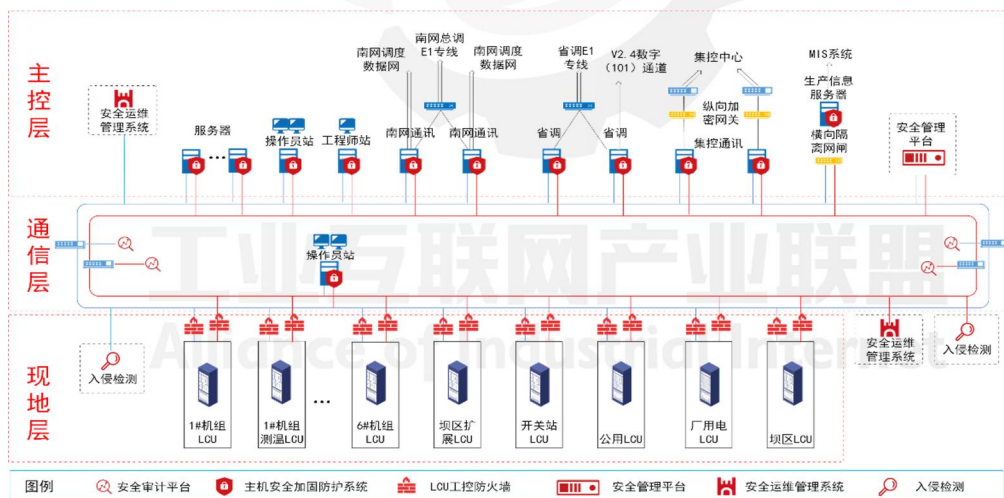 主控层
安全运维
管理系统
服务器
操作员站
工程师站
南网调度
数据网
南网总调
E1专线
南网调度
数据网
南网通讯
南网通讯
省调E1
专线
V2.4数字
(101)通道
省调
省调
集控中心
纵向加
密网关
集控通讯
MIS系统
生产信息
服务器
横向隔
离网闸
安全管理
平台
通信层
操作员站
工业互联网产业联盟
Alliance of Industrial Internet
现地层
入侵检测
1#机组
LCU
1#机组
测温LCU
...
6#机组
LCU
坝区扩
展LCU
开关站
LCU
公用LCU
厂用电
LCU
坝区LCU
安全运维
管理系统
入侵检测
图例
安全审计平台
主机安全加固防护系统
LCU工控防火墙
安全管理平台
安全运维管理系统
入侵检测